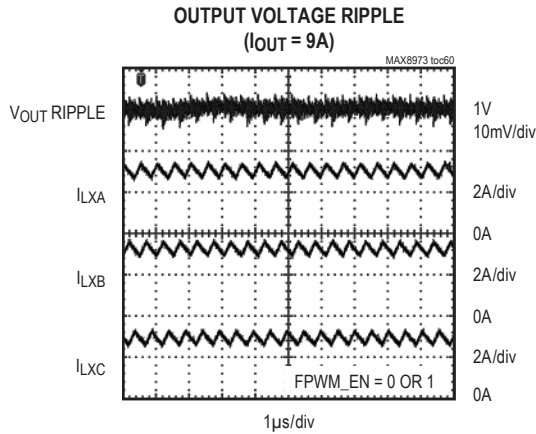 OUTPUT VOLTAGE RIPPLE
(IOUT = 9A)
MAX8973 toc60
T
VOUT RIPPLE
1V
10mV/div
ILXA
2A/div
0A
ILXB
2A/div
0A
ILXC
2A/div
FPWM_EN = 0 OR 1
0A
1µs/div